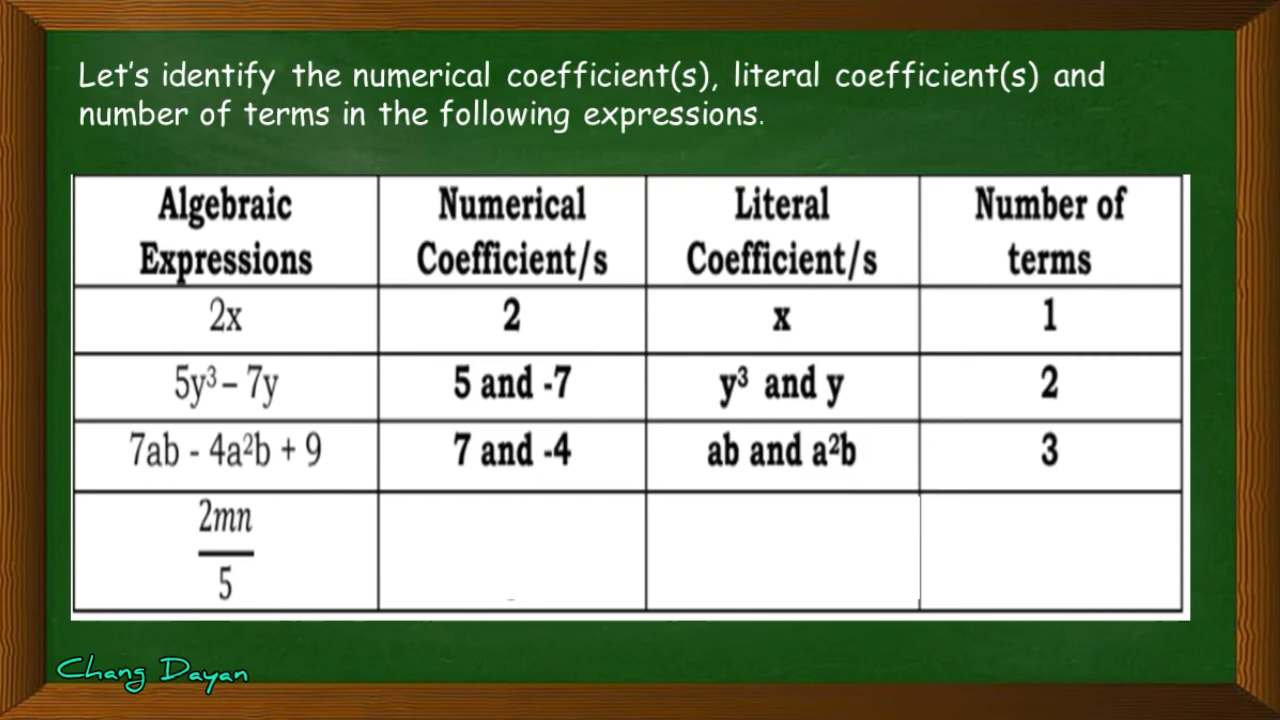 Let's identify the numerical coefficient(s), literal coefficient(s) and
number of terms in the following expressions.
Algebraic Expressions | Numerical Coefficient/s | Literal Coefficient/s | Number of terms
2x | 2 | x | 1
5y³ – 7y | 5 and -7 | y³ and y | 2
7ab - 4a²b + 9 | 7 and -4 | ab and a²b | 3
2mn
5
Chang Dayan